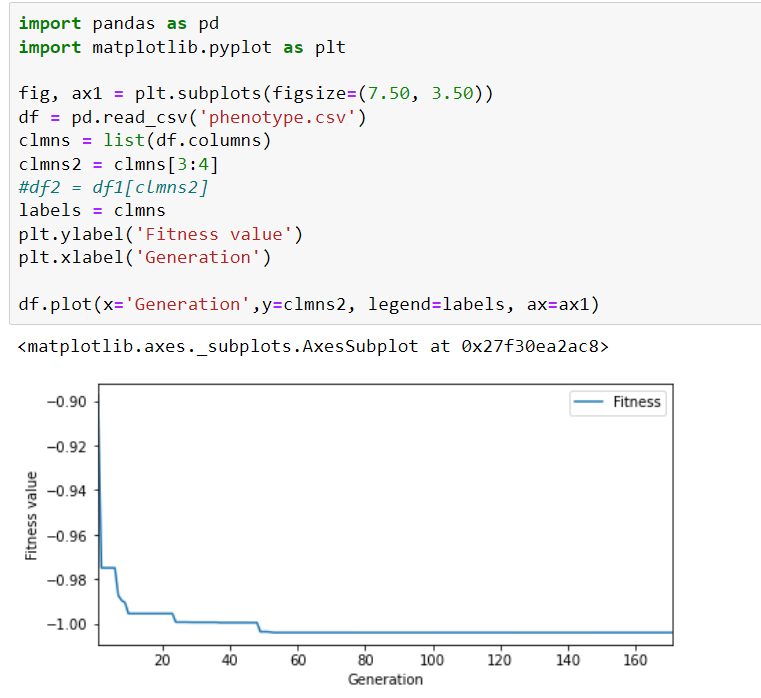 import pandas as pd
import matplotlib.pyplot as plt
fig, ax1 = plt.subplots(figsize=(7.50, 3.50))
df = pd.read_csv('phenotype.csv')
clmns = list(df.columns)
clmns2 = clmns[3:4]
#df2 = df1[clmns2]
labels = clmns
plt.ylabel('Fitness value')
plt.xlabel('Generation')
df.plot(x='Generation',y=clmns2, legend=labels, ax=ax1)
<matplotlib.axes._subplots.AxesSubplot at 0x27f30ea2ac8>
Fitness
−0.90
−0.92
−0.94
−0.96
−0.98
−1.00
Fitness value
20 40 60 80 100 120 140 160
Generation